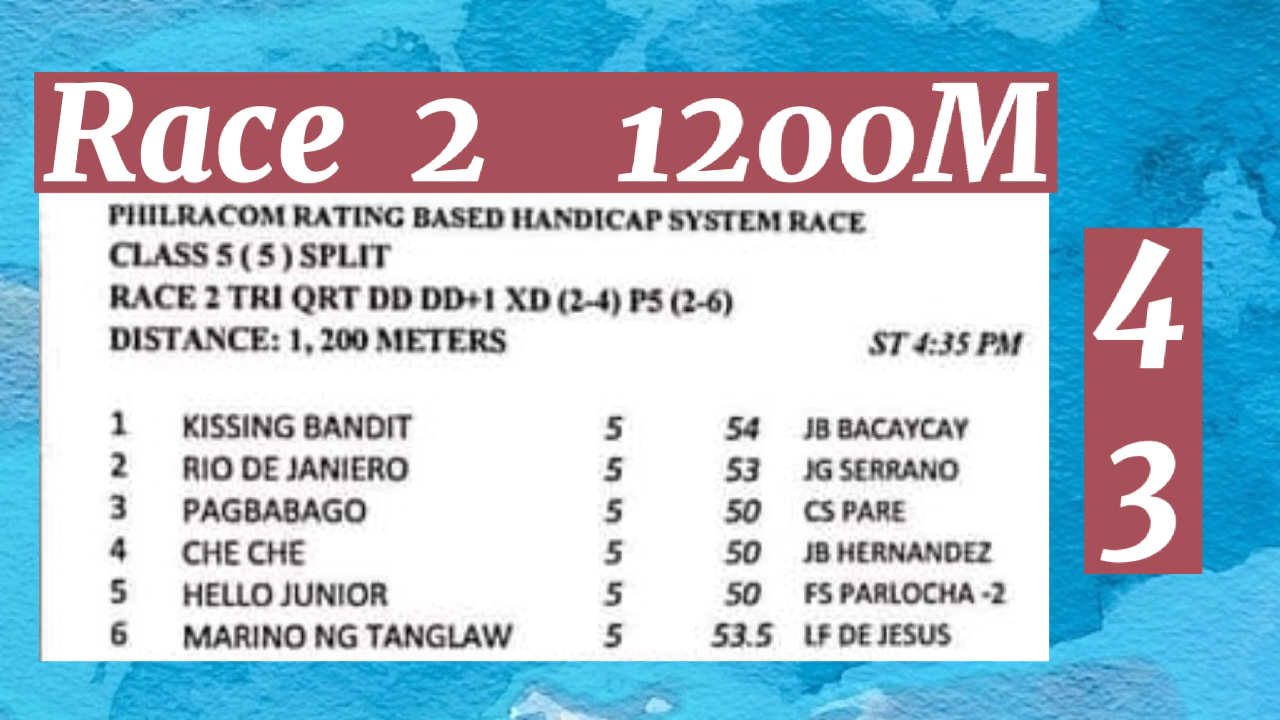 Race 2 1200M
PHILRACOM RATING BASED HANDICAP SYSTEM RACE
CLASS 5 ( 5 ) SPLIT
RACE 2 TRI QRT DD DD+1 XD (2-4) P5 (2-6)
DISTANCE: 1, 200 METERS ST 4:35 PM
1 KISSING BANDIT 5 54 JB BACAYCAY
2 RIO DE JANIERO 5 53 JG SERRANO
3 PAGBABAGO 5 50 CS PARE
4 CHE CHE 5 50 JB HERNANDEZ
5 HELLO JUNIOR 5 50 FS PARLOCHA -2
6 MARINO NG TANGLAW 5 53.5 LF DE JESUS
4
3